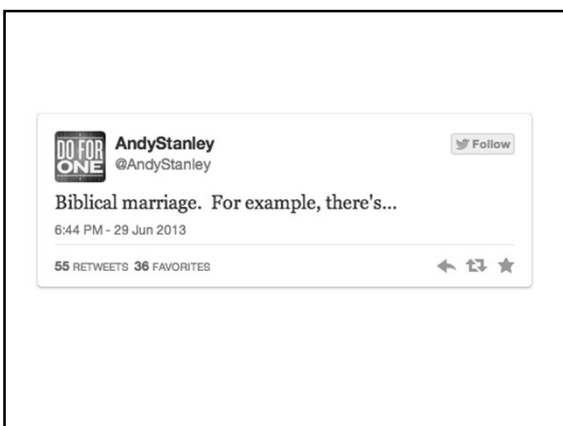 DO FOR
ONE
AndyStanley
@AndyStanley
Follow
Biblical marriage.  For example, there's...
6:44 PM - 29 Jun 2013
55 RETWEETS 36 FAVORITES